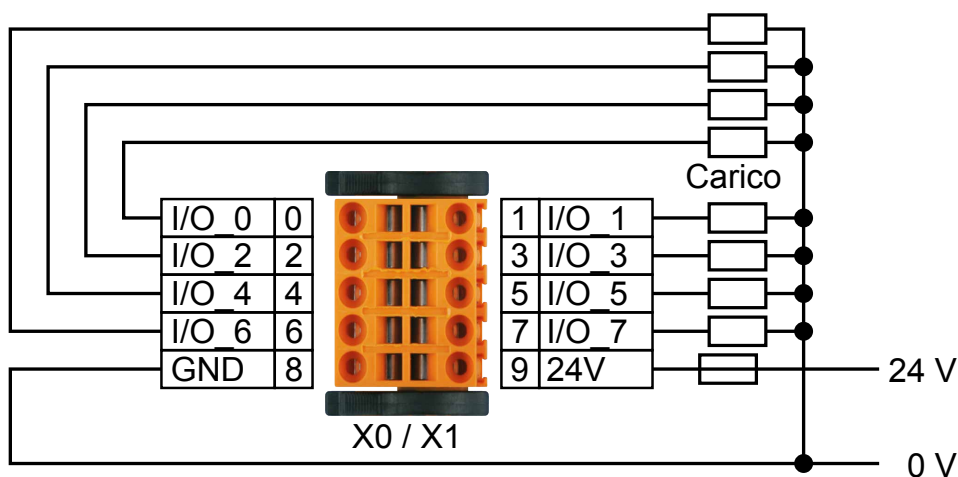 Carico
I/O_0 0 1 I/O_1
I/O_2 2 3 I/O_3
I/O_4 4 5 I/O_5
I/O_6 6 7 I/O_7
GND 8 9 24V 24 V
X0 / X1
0 V